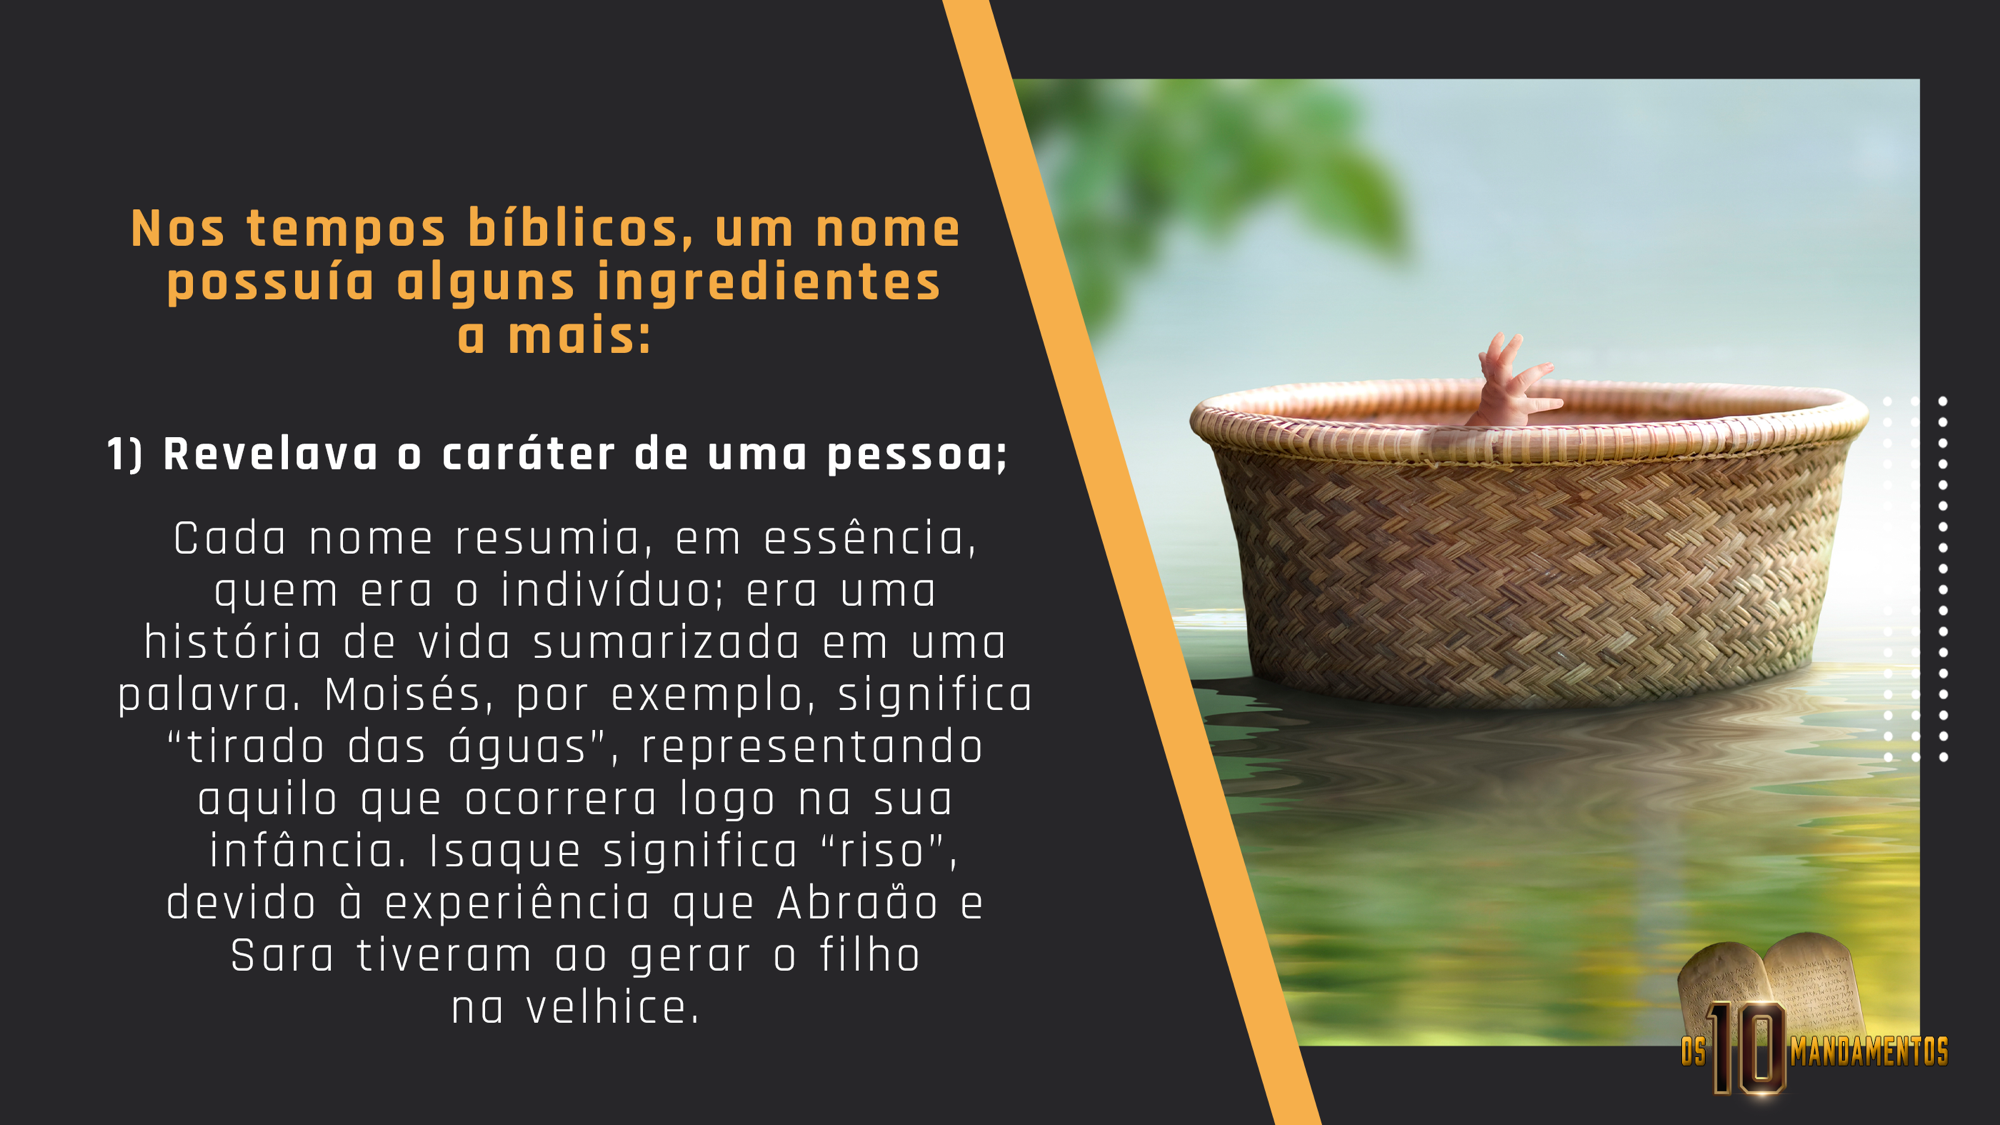 Nos tempos bíblicos, um nome
possuía alguns ingredientes
a mais:
1) Revelava o caráter de uma pessoa;
Cada nome resumia, em essência,
quem era o indivíduo; era uma
história de vida sumarizada em uma
palavra. Moisés, por exemplo, significa
“tirado das águas”, representando
aquilo que ocorrera logo na sua
infância. Isaque significa “riso”,
devido à experiência que Abraão e
Sara tiveram ao gerar o filho
na velhice.
OS 10 MANDAMENTOS